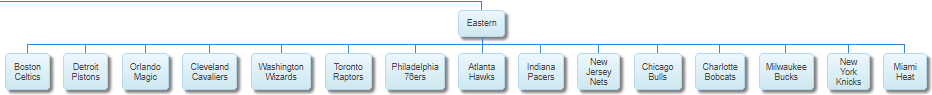 Eastern
Boston
Celtics
Detroit
Pistons
Orlando
Magic
Cleveland
Cavaliers
Washington
Wizards
Toronto
Raptors
Philadelphia
76ers
Atlanta
Hawks
Indiana
Pacers
New
Jersey
Nets
Chicago
Bulls
Charlotte
Bobcats
Milwaukee
Bucks
New
York
Knicks
Miami
Heat